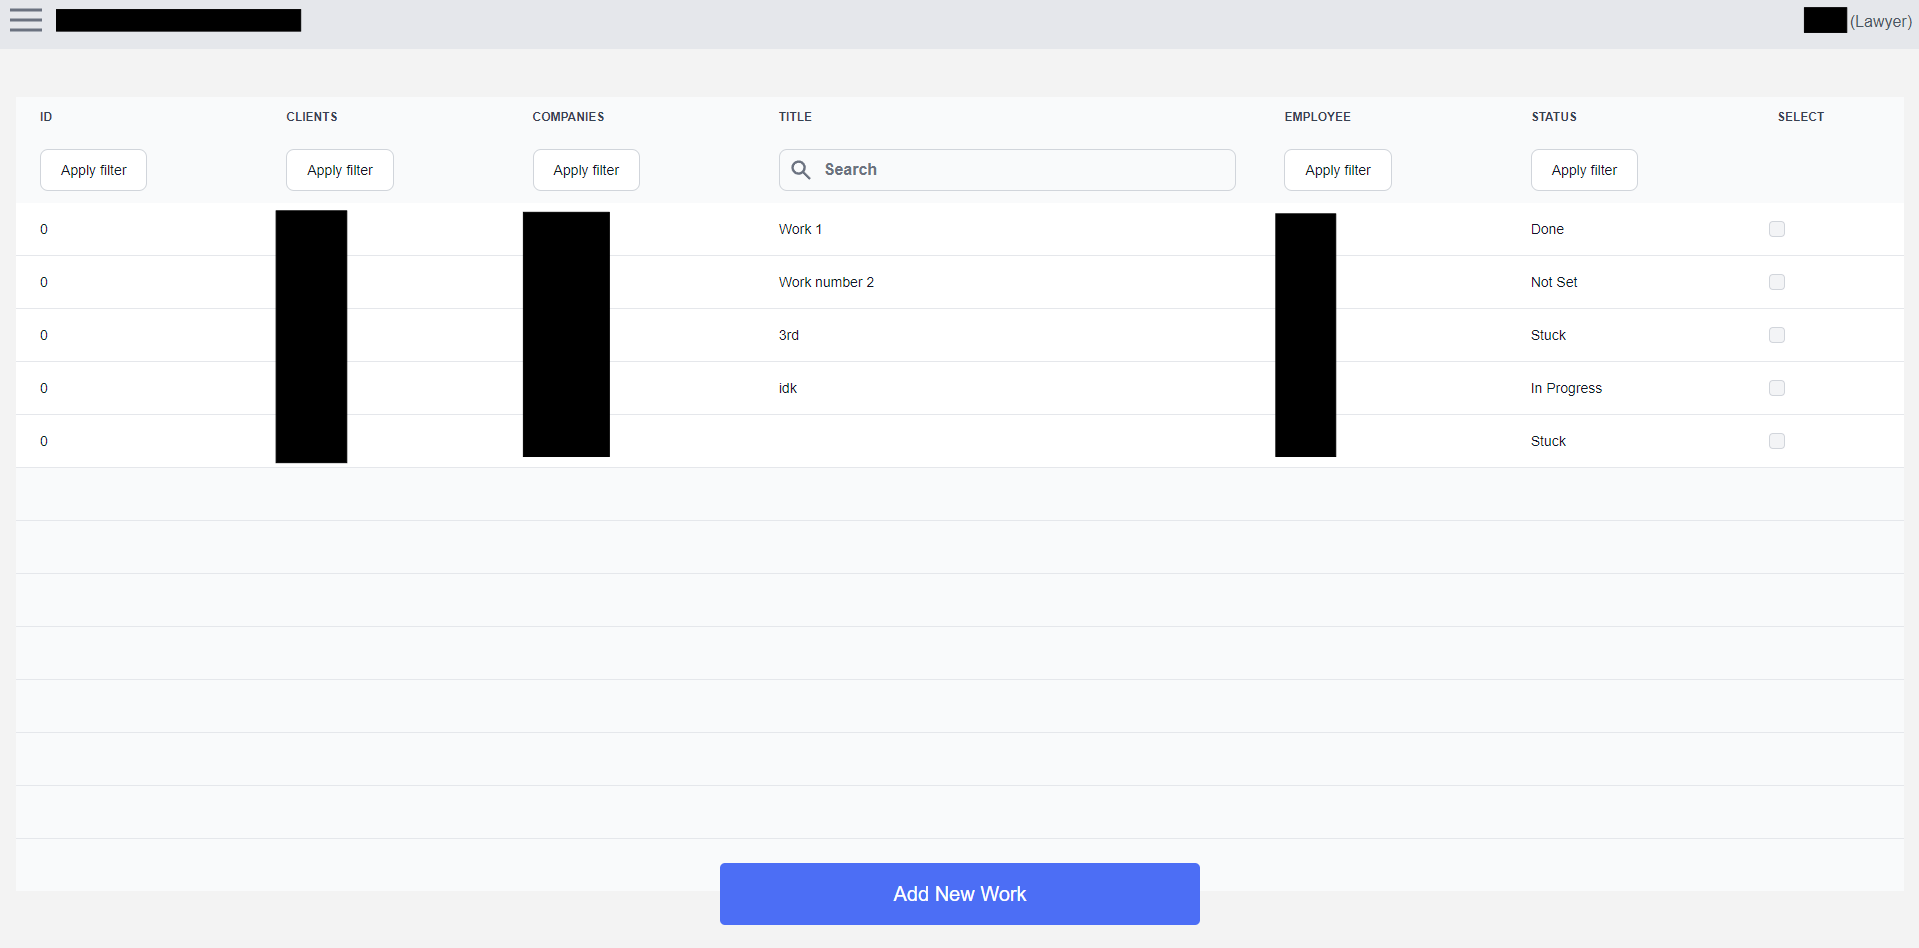 (Lawyer)
ID CLIENTS COMPANIES TITLE EMPLOYEE STATUS SELECT
Apply filter Apply filter Apply filter Search Apply filter Apply filter
0 Work 1 Done
0 Work number 2 Not Set
0 3rd Stuck
0 idk In Progress
0 Stuck
Add New Work